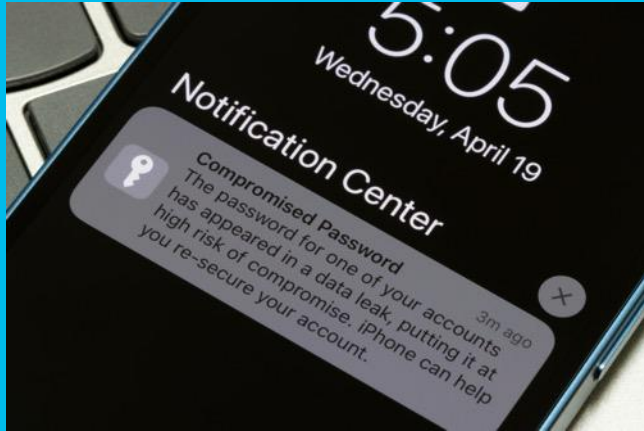 5:05
Wednesday, April 19
Notification Center
Compromised Password
3m ago
The password for one of your accounts
has appeared in a data leak, putting it at
high risk of compromise. iPhone can help
you re-secure your account.